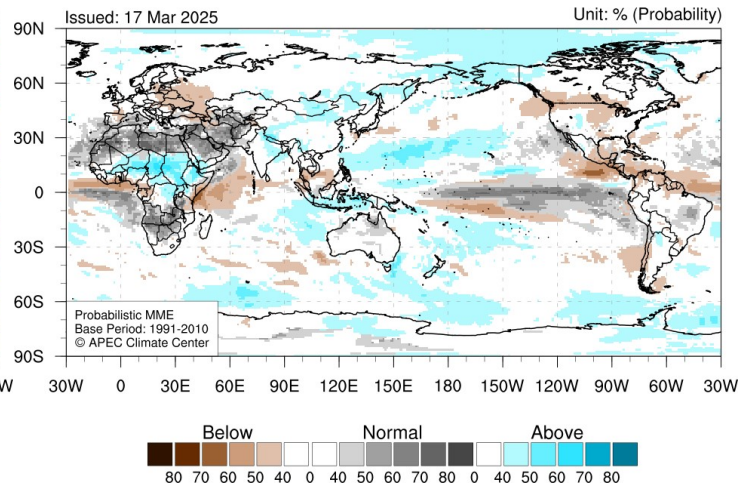 Issued: 17 Mar 2025
Unit: % (Probability)
90N
60N
30N
0
30S
60S
90S
Probabilistic MME
Base Period: 1991-2010
© APEC Climate Center
W 30W 0 30E 60E 90E 120E 150E 180 150W 120W 90W 60W 30W
Below Normal Above
80 70 60 50 40 0 40 50 60 70 80 0 40 50 60 70 80